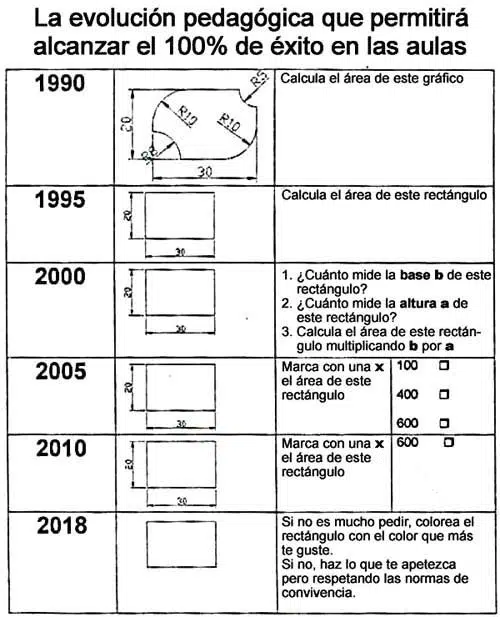 La evolución pedagógica que permitirá
alcanzar el 100% de éxito en las aulas
1990
20
R10
R5
R10
R8
30
Calcula el área de este gráfico
1995
20
30
Calcula el área de este rectángulo
2000
20
30
1. ¿Cuánto mide la base b de este
rectángulo?
2. ¿Cuánto mide la altura a de
este rectángulo?
3. Calcula el área de este rectán-
gulo multiplicando b por a
2005
20
30
Marca con una x
el área de este
rectángulo
100
400
600
2010
20
30
Marca con una x
el área de este
rectángulo
600
2018
Si no es mucho pedir, colorea el
rectángulo con el color que más
te guste.
Si no, haz lo que te apetezca
pero respetando las normas de
convivencia.